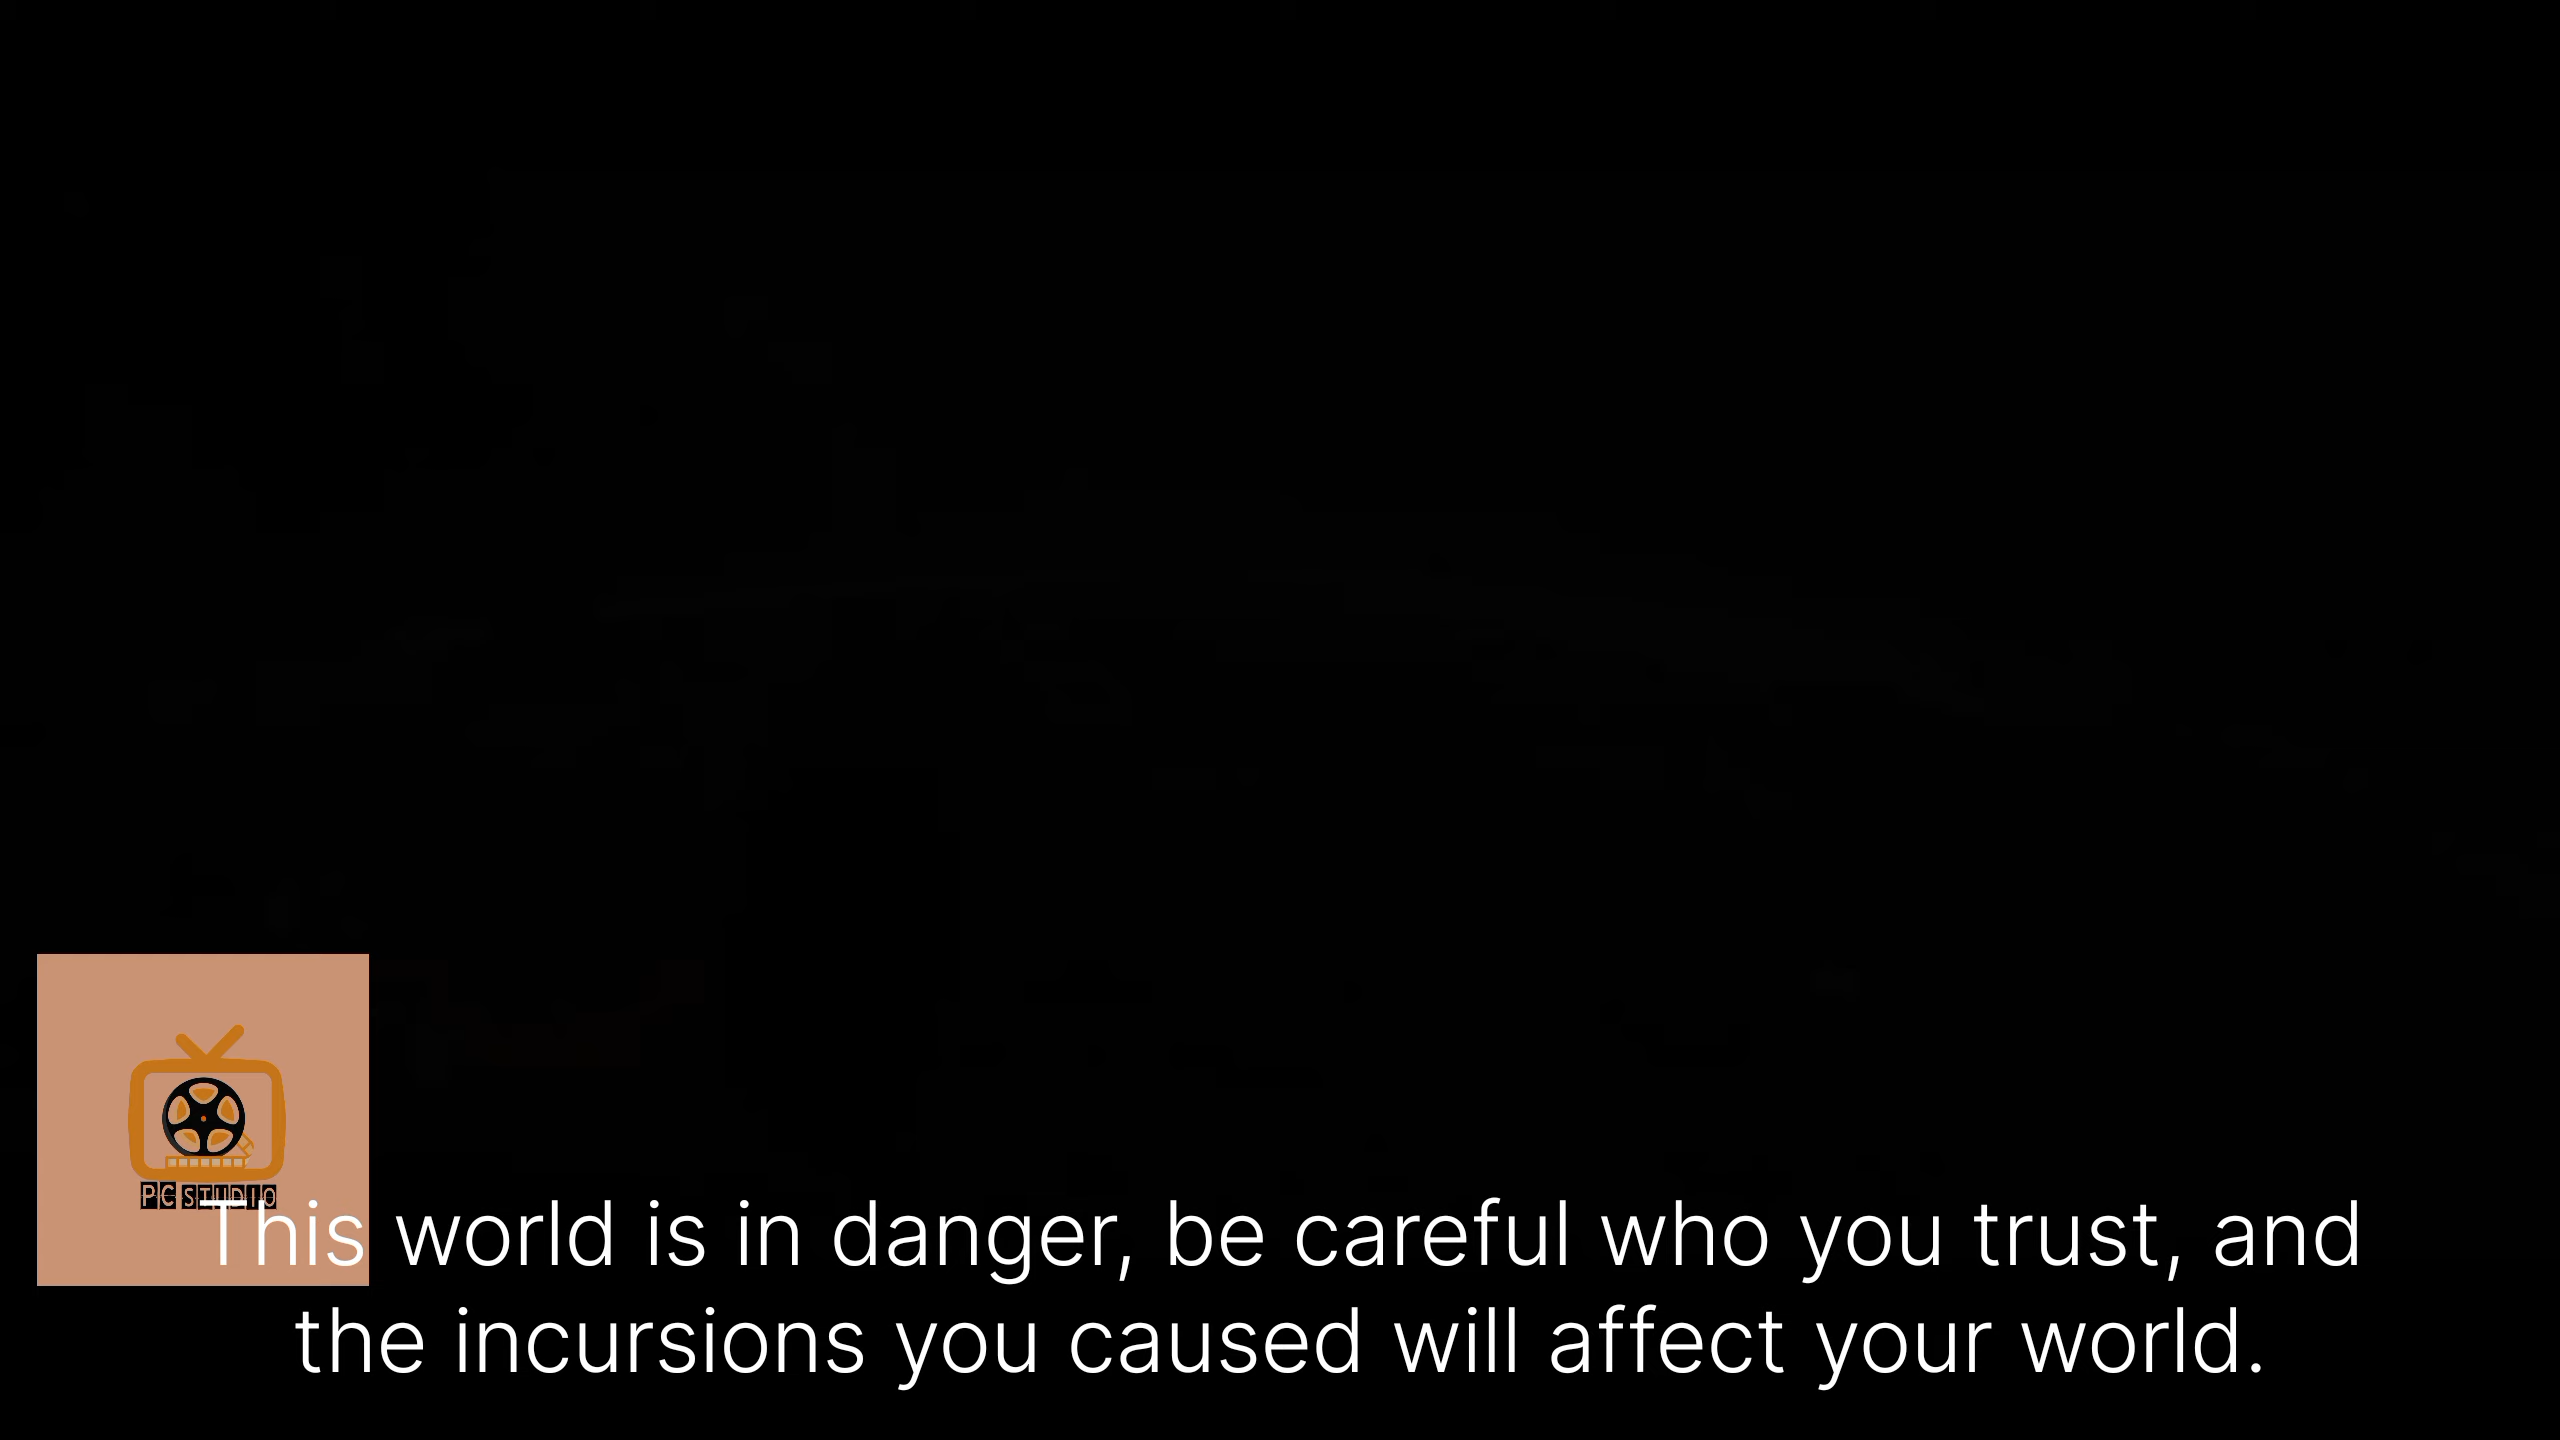 PC STUDIO
This world is in danger, be careful who you trust, and
the incursions you caused will affect your world.